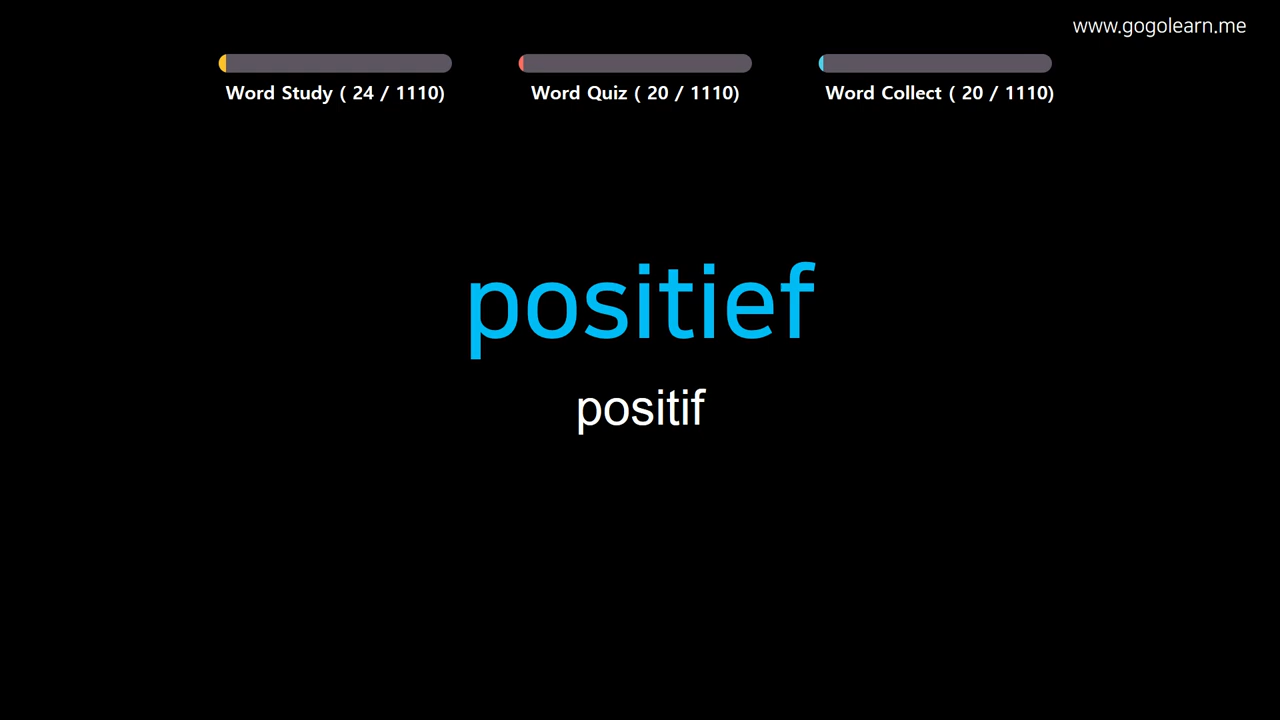 www.gogolearn.me
Word Study ( 24 / 1110)
Word Quiz ( 20 / 1110)
Word Collect ( 20 / 1110)
positief
positif